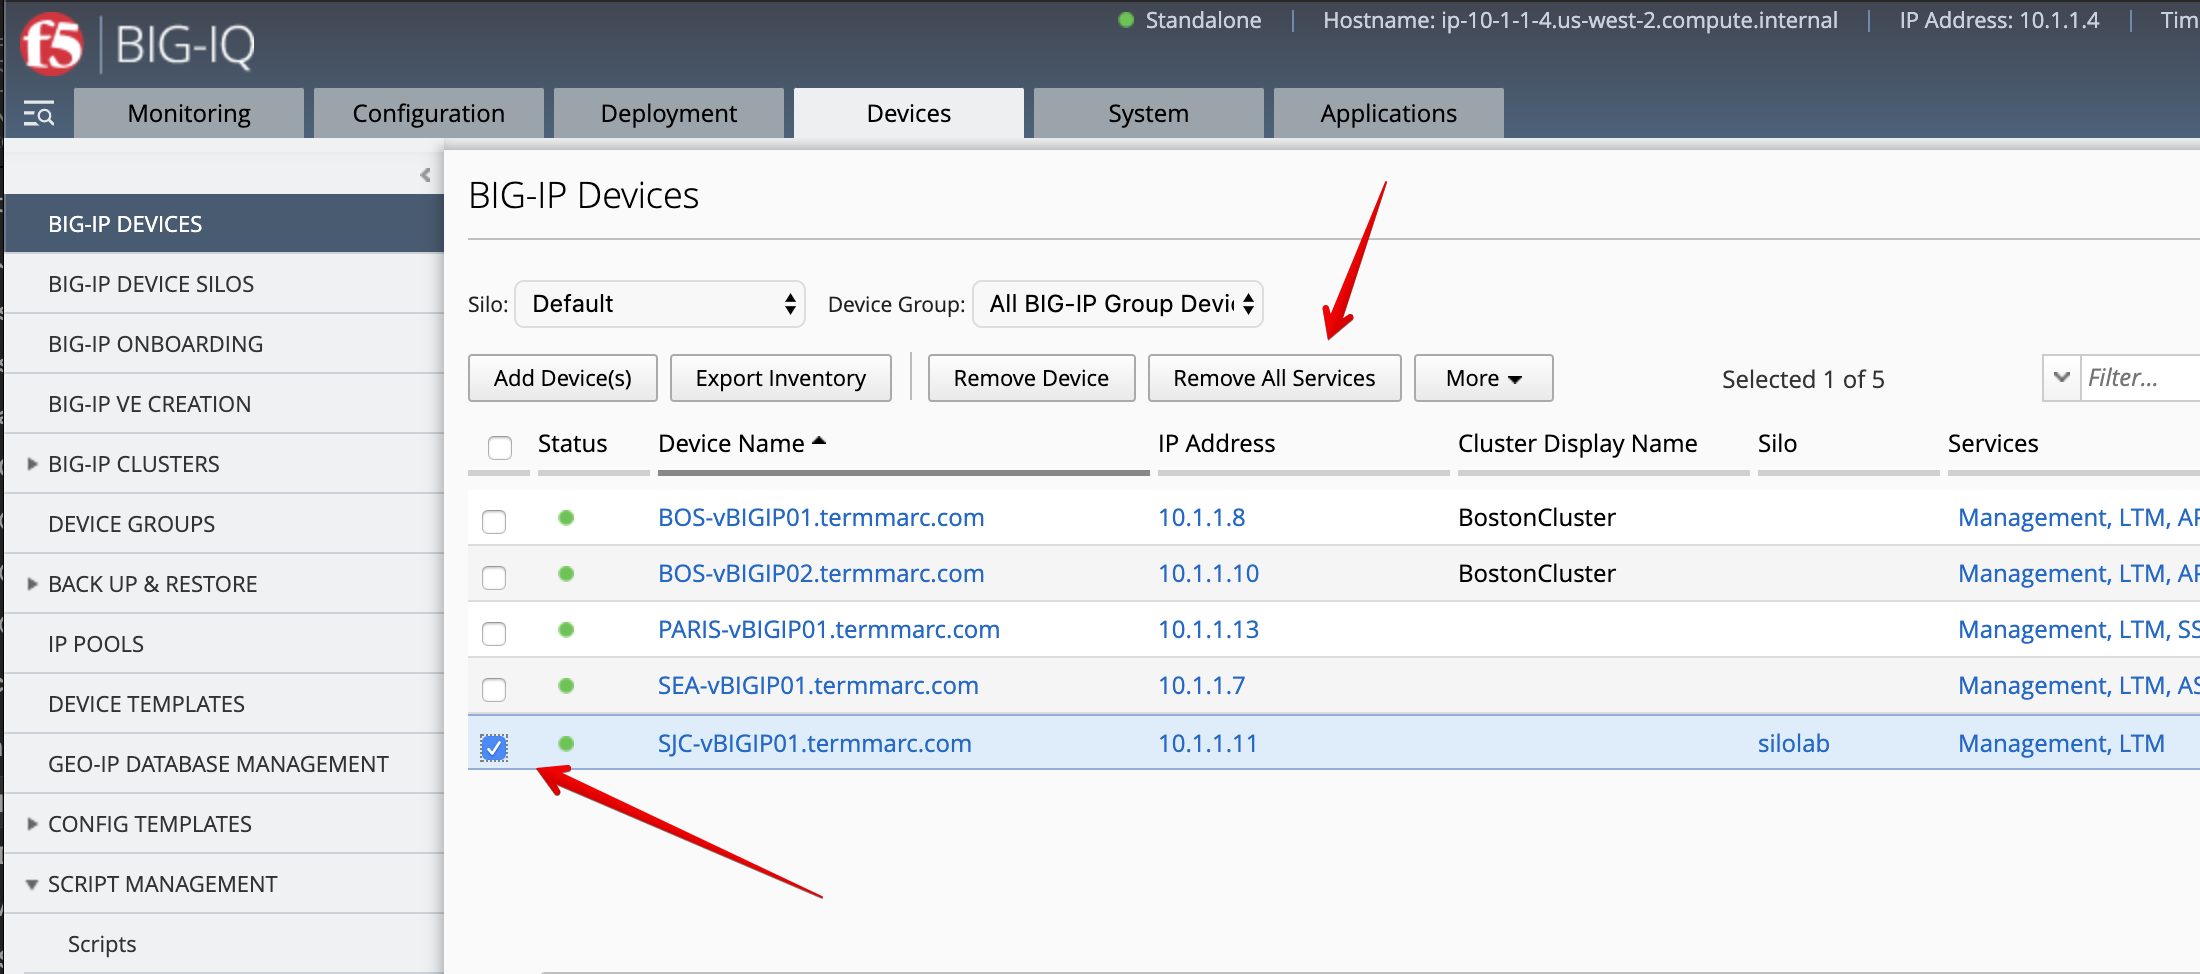 Standalone | Hostname: ip-10-1-1-4.us-west-2.compute.internal | IP Address: 10.1.1.4 | Tim
f5 BIG-IQ
Monitoring Configuration Deployment Devices System Applications
BIG-IP DEVICES
BIG-IP DEVICE SILOS
BIG-IP ONBOARDING
BIG-IP VE CREATION
BIG-IP CLUSTERS
DEVICE GROUPS
BACK UP & RESTORE
IP POOLS
DEVICE TEMPLATES
GEO-IP DATABASE MANAGEMENT
CONFIG TEMPLATES
SCRIPT MANAGEMENT
Scripts
BIG-IP Devices
Silo: Default Device Group: All BIG-IP Group Devi
Add Device(s) Export Inventory Remove Device Remove All Services More Selected 1 of 5 Filter...
Status Device Name IP Address Cluster Display Name Silo Services
BOS-vBIGIP01.termmarc.com 10.1.1.8 BostonCluster Management, LTM, AP
BOS-vBIGIP02.termmarc.com 10.1.1.10 BostonCluster Management, LTM, AP
PARIS-vBIGIP01.termmarc.com 10.1.1.13 Management, LTM, SS
SEA-vBIGIP01.termmarc.com 10.1.1.7 Management, LTM, AS
SJC-vBIGIP01.termmarc.com 10.1.1.11 silolab Management, LTM